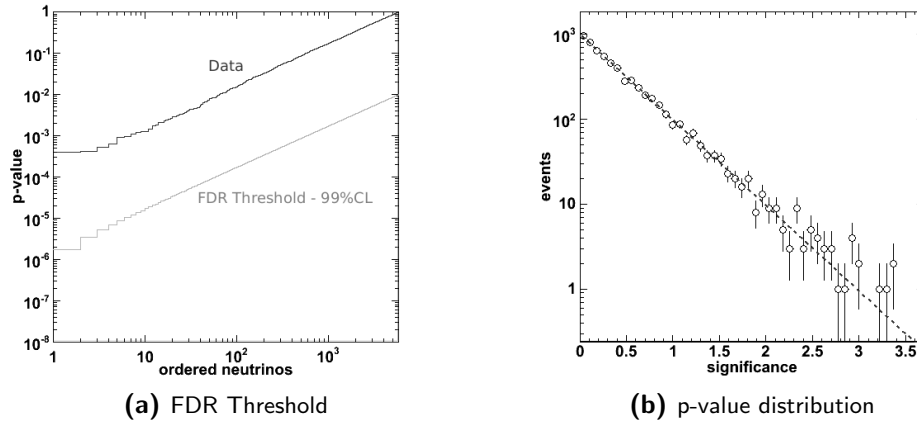 1
10⁻¹
10⁻²
10⁻³
10⁻⁴
10⁻⁵
10⁻⁶
10⁻⁷
10⁻⁸
p-value
Data
FDR Threshold - 99%CL
1 10 10² 10³
ordered neutrinos
(a) FDR Threshold
10³
10²
10
1
events
0 0.5 1 1.5 2 2.5 3 3.5
significance
(b) p-value distribution